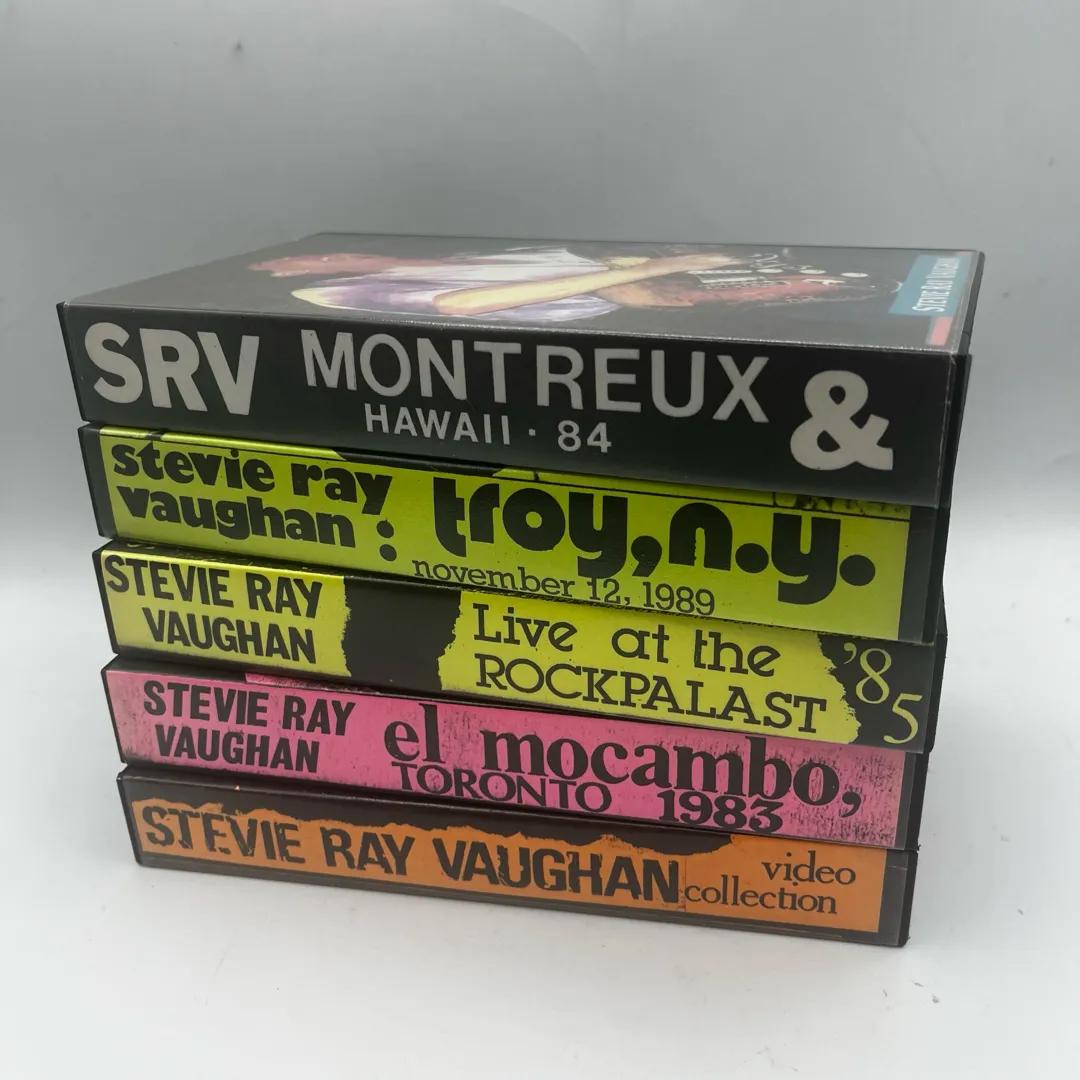 STEVIE RAY VAUGHAN
SRV MONTREUX &
HAWAII · 84
stevie ray
vaughan : troy, n.y.
november 12, 1989
STEVIE RAY
VAUGHAN
Live at the
ROCKPALAST
'85
STEVIE RAY
VAUGHAN
el mocambo,
TORONTO 1983
STEVIE RAY VAUGHAN
video
collection